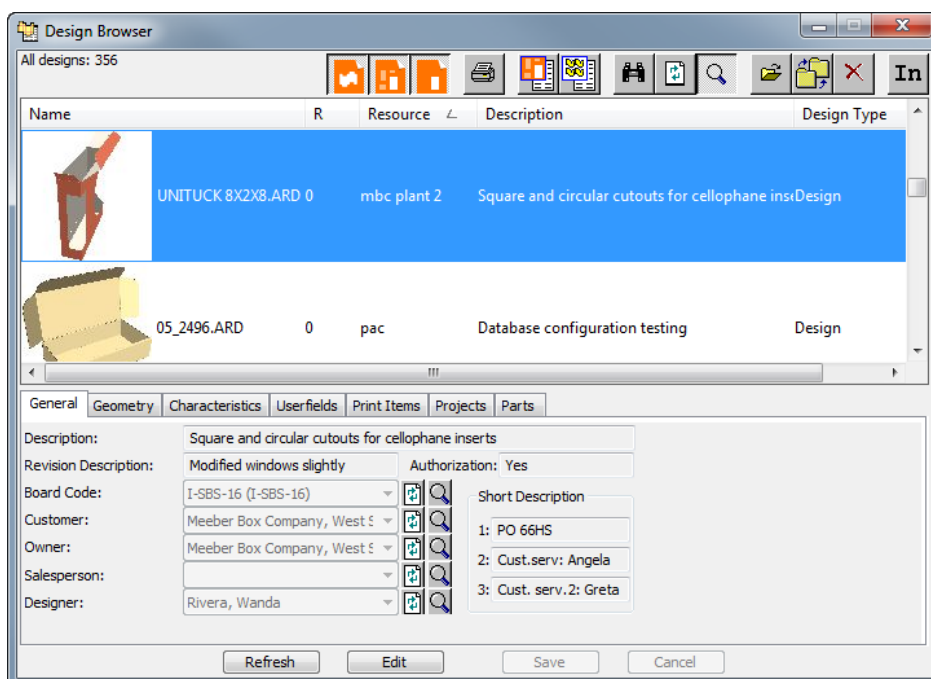 Design Browser
All designs: 356
In
Name R Resource Description Design Type
UNITUCK 8X2X8.ARD 0 mbc plant 2 Square and circular cutouts for cellophane inse Design
05_2496.ARD 0 pac Database configuration testing Design
General Geometry Characteristics Userfields Print Items Projects Parts
Description: Square and circular cutouts for cellophane inserts
Revision Description: Modified windows slightly Authorization: Yes
Board Code: I-SBS-16 (I-SBS-16)
Short Description
Customer: Meeber Box Company, West S
1: PO 66HS
Owner: Meeber Box Company, West S
2: Cust.serv: Angela
Salesperson:
3: Cust. serv.2: Greta
Designer: Rivera, Wanda
Refresh Edit Save Cancel